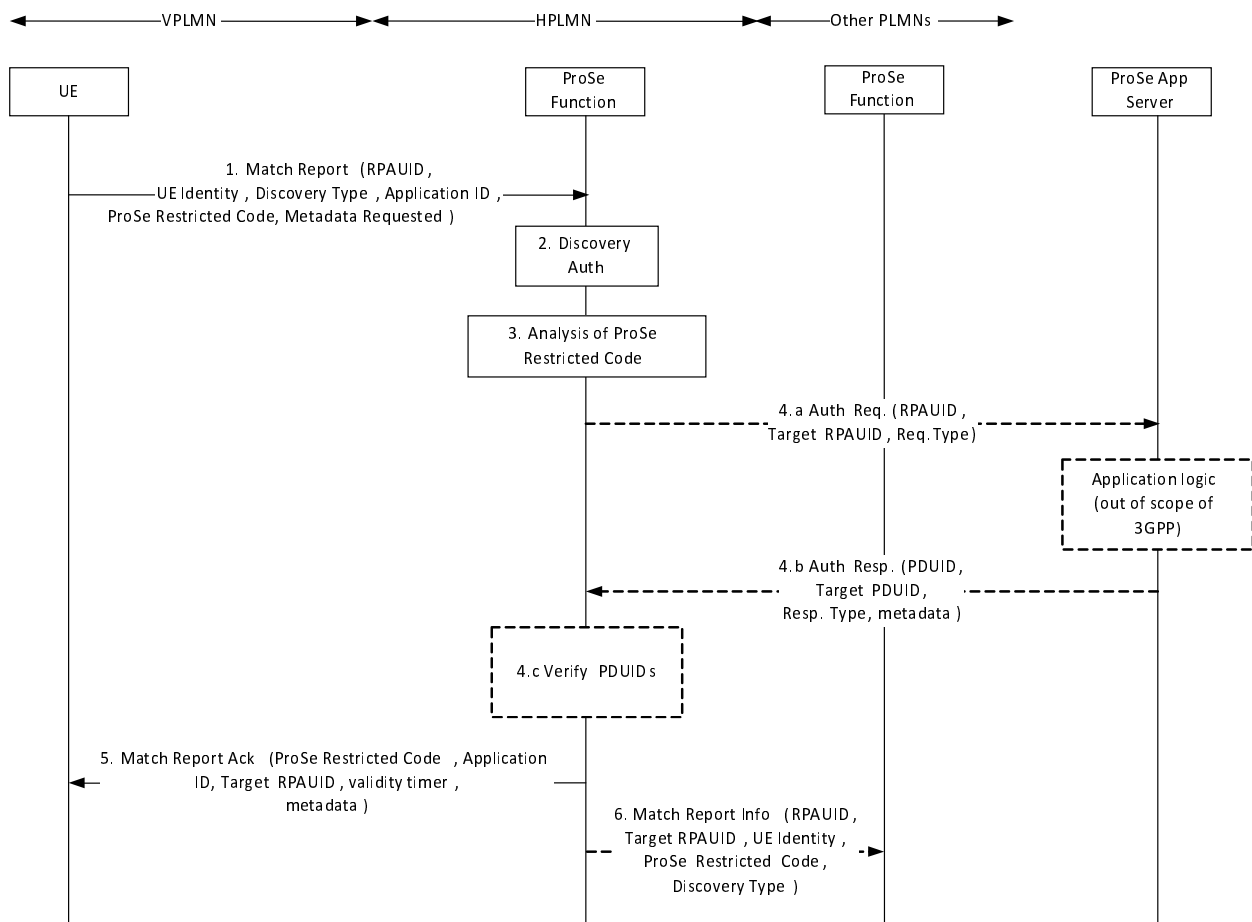 VPLMN
HPLMN
Other PLMNs
UE
ProSe
Function
ProSe
Function
ProSe App
Server
1. Match Report (RPAUID,
UE Identity, Discovery Type, Application ID,
ProSe Restricted Code, Metadata Requested)
2. Discovery
Auth
3. Analysis of ProSe
Restricted Code
4.a Auth Req. (RPAUID,
Target RPAUID, Req.Type)
Application logic
(out of scope of
3GPP)
4.b Auth Resp. (PDUID,
Target PDUID,
Resp. Type, metadata)
4.c Verify PDUIDs
5. Match Report Ack (ProSe Restricted Code, Application
ID, Target RPAUID, validity timer,
metadata)
6. Match Report Info (RPAUID,
Target RPAUID, UE Identity,
ProSe Restricted Code,
Discovery Type)